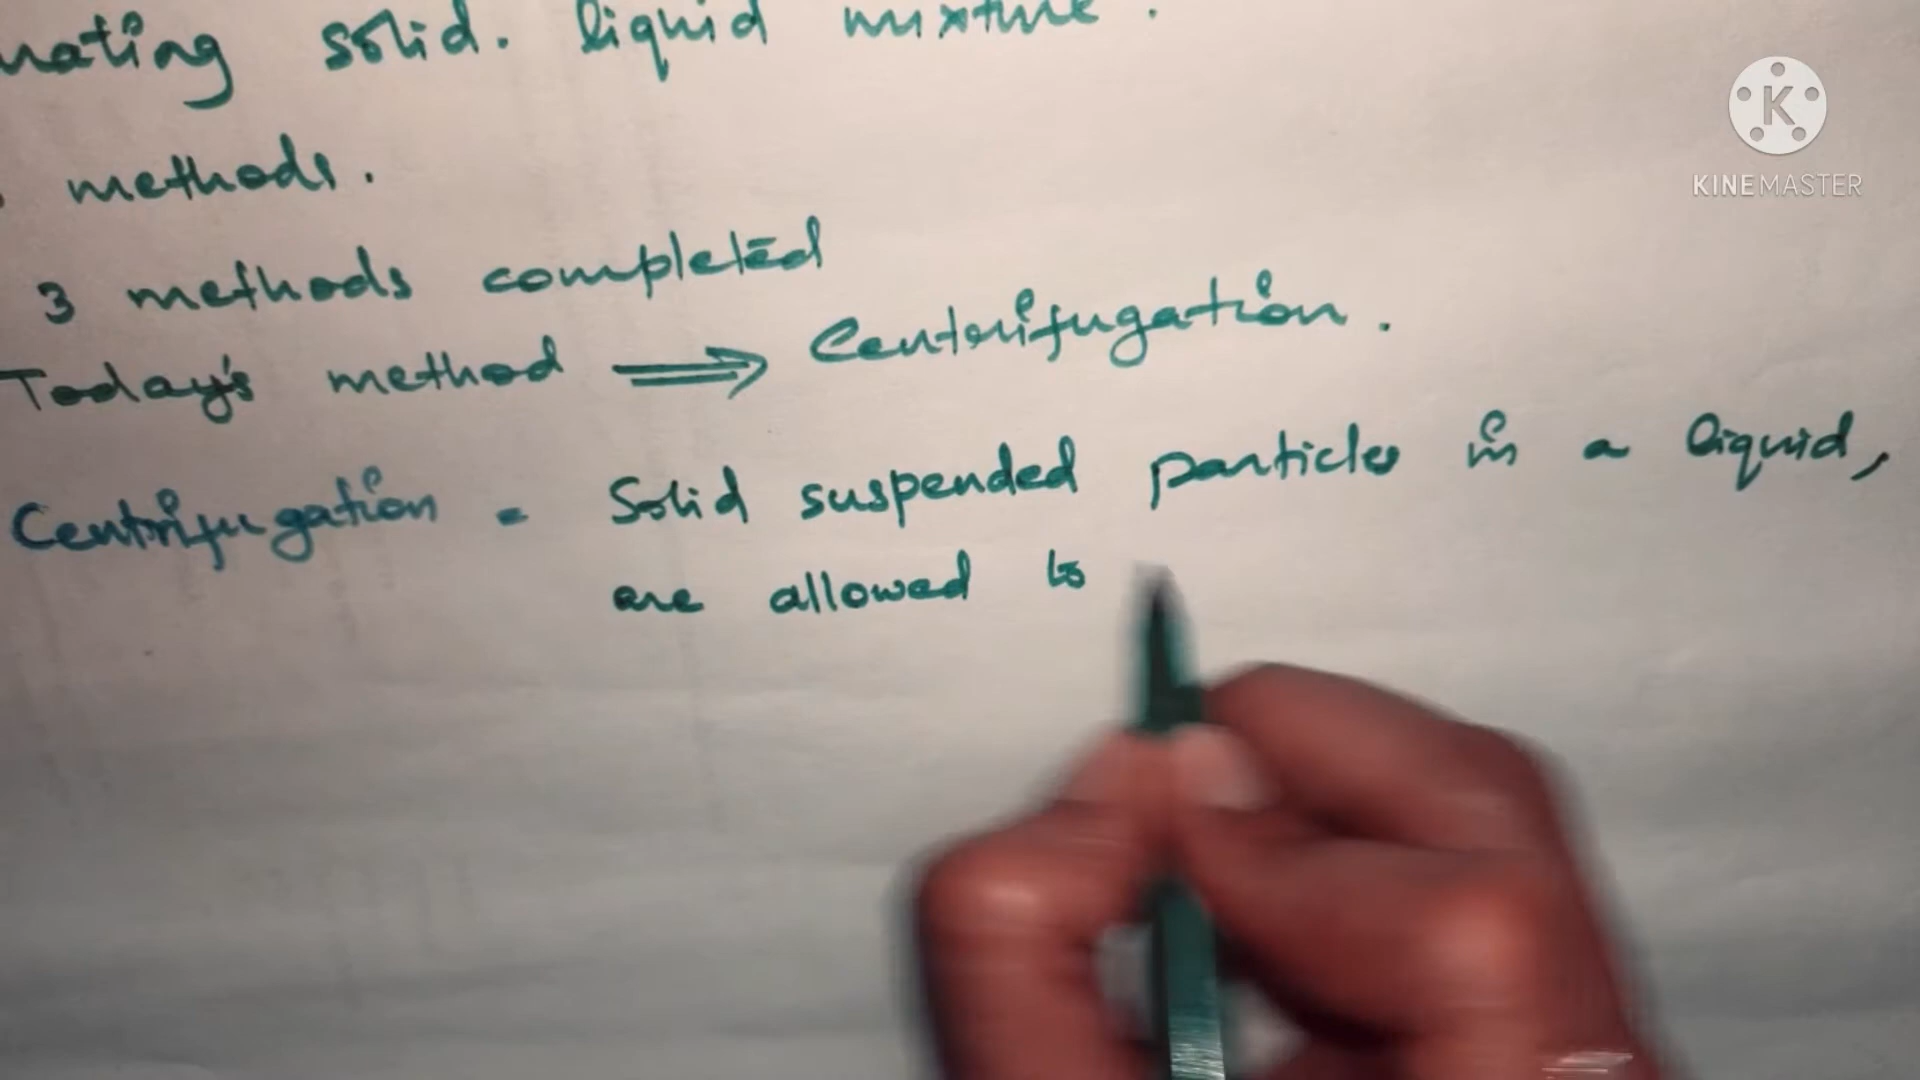 solid. liquid mixture.
methods.
3 methods completed
Today's method ⟹ Centrifugation.
Centrifugation = Solid suspended particles in a liquid,
are allowed to
K
KINEMASTER